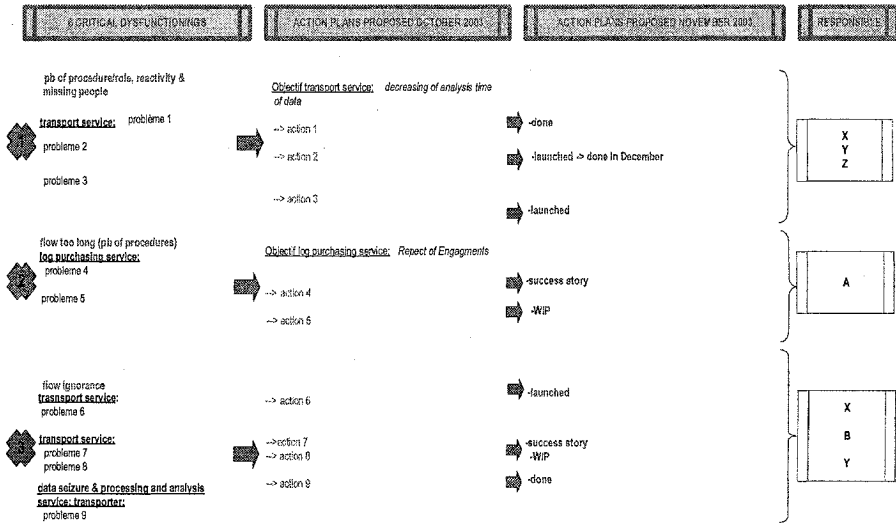 6 CRITICAL DYSFUNCTIONINGS
ACTION PLANS PROPOSED OCTOBER 2003
ACTION PLANS PROPOSED NOVEMBER 2003
RESPONSIBLE
pb of procedure/role, reactivity &
missing people
Objectif transport service: decreasing of analysis time
of data
1
transport service: problème 1
--> action 1
-done
probleme 2
--> action 2
-launched -> done in December
probleme 3
--> action 3
-launched
X
Y
Z
flow too long (pb of procedures)
log purchasing service:
Objectif log purchasing service: Repect of Engagments
2
probleme 4
--> action 4
-success story
probleme 5
--> action 5
-WIP
A
flow ignorance
trasnsport service:
probleme 6
--> action 6
-launched
3
transport service:
probleme 7
probleme 8
-->action 7
--> action 8
-success story
-WIP
data seizure & processing and analysis
service: transporter:
probleme 9
--> action 9
-done
X
B
Y